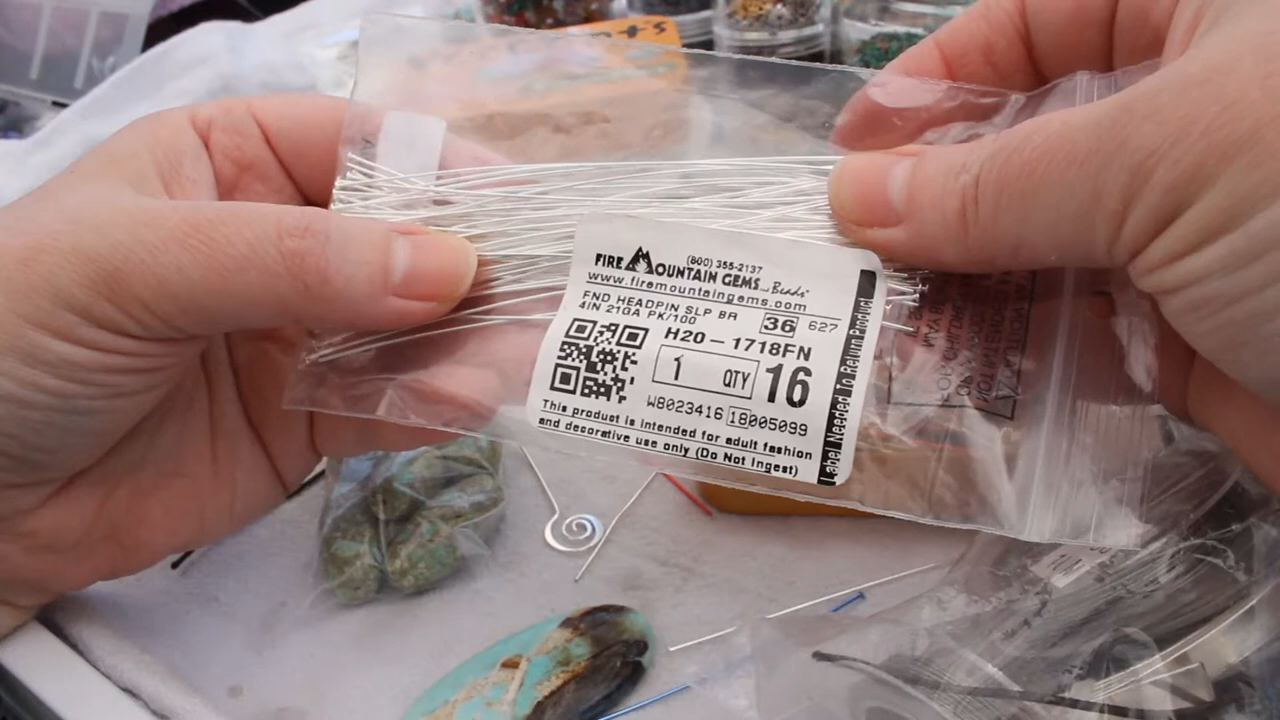 (800) 355-2137
FIRE MOUNTAIN GEMS and Beads
www.firemountaingems.com
FND HEADPIN SLP BR
4IN 21GA PK/100
36 627
H20-1718FN
1 QTY 16
W8023416 18005099
This product is intended for adult fashion
and decorative use only (Do Not Ingest)
Label Needed To Return Product